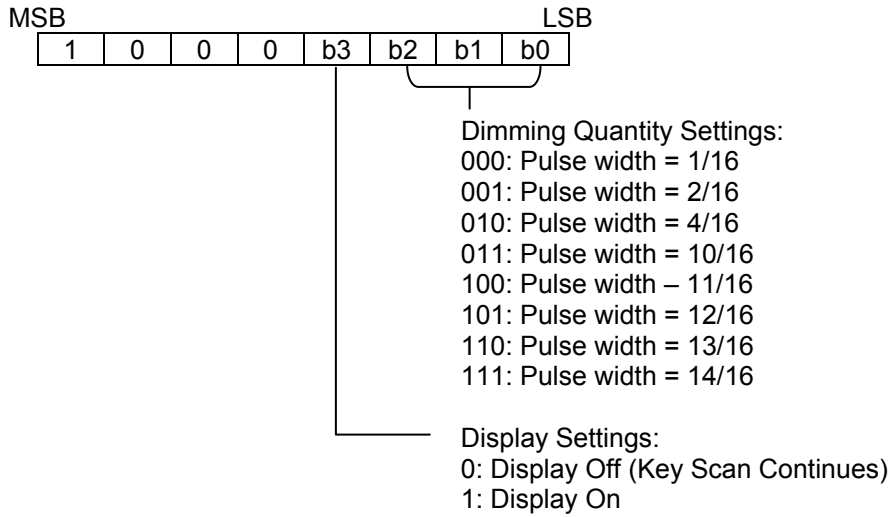 MSB LSB
1 0 0 0 b3 b2 b1 b0
Dimming Quantity Settings:
000: Pulse width = 1/16
001: Pulse width = 2/16
010: Pulse width = 4/16
011: Pulse width = 10/16
100: Pulse width – 11/16
101: Pulse width = 12/16
110: Pulse width = 13/16
111: Pulse width = 14/16
Display Settings:
0: Display Off (Key Scan Continues)
1: Display On